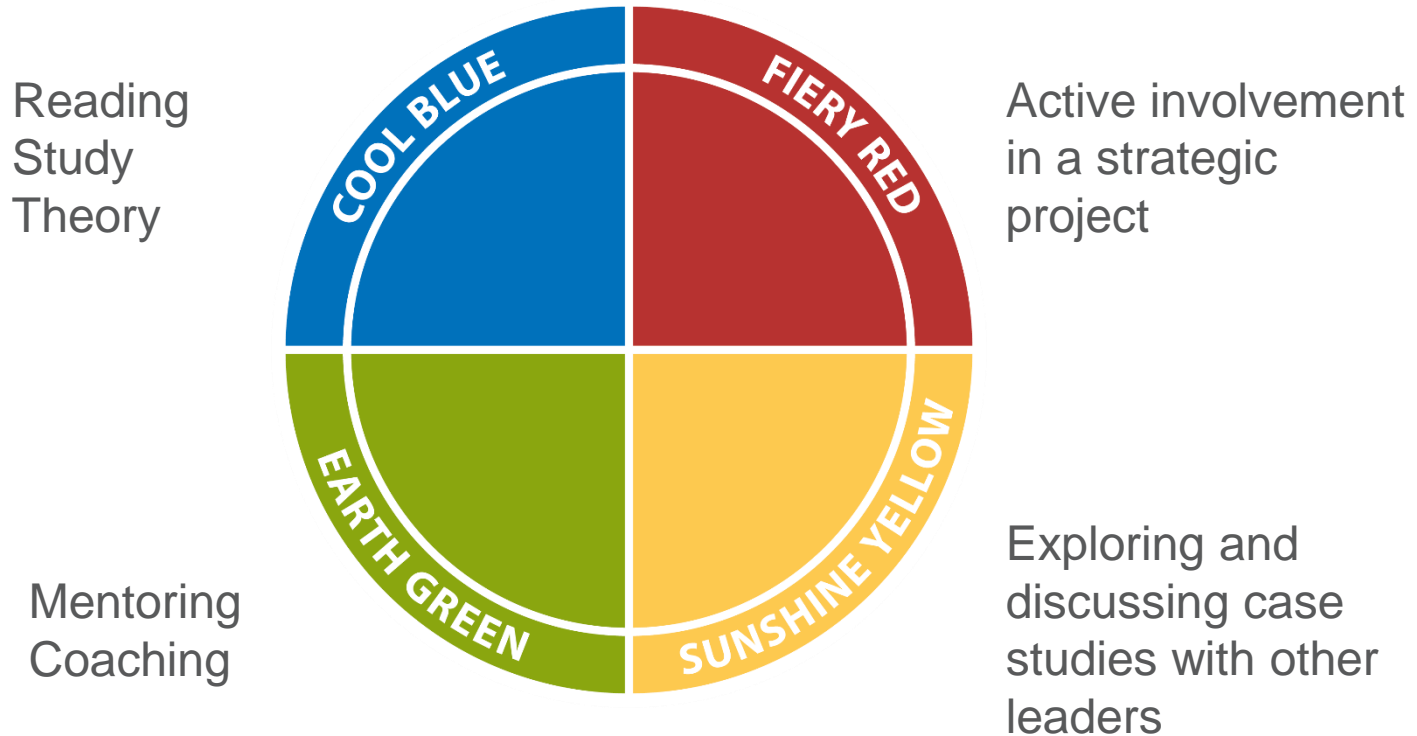 Reading
Study
Theory
COOL BLUE
FIERY RED
Active involvement
in a strategic
project
Mentoring
Coaching
EARTH GREEN
SUNSHINE YELLOW
Exploring and
discussing case
studies with other
leaders